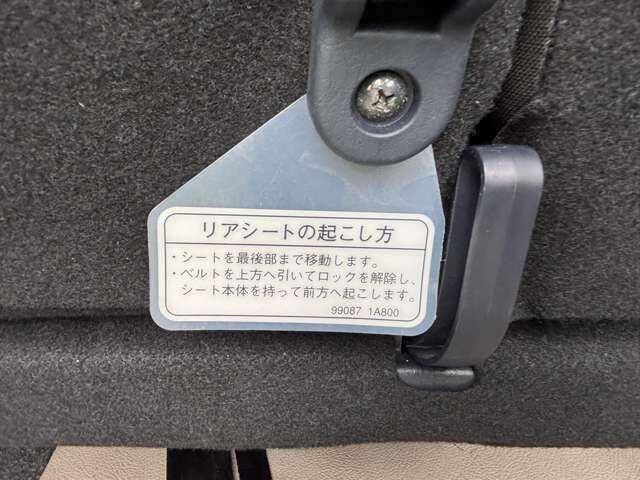 リアシートの起こし方
・シートを最後部まで移動します。
・ベルトを上方へ引いてロックを解除し、
シート本体を持って前方へ起こします。
99087 1A800